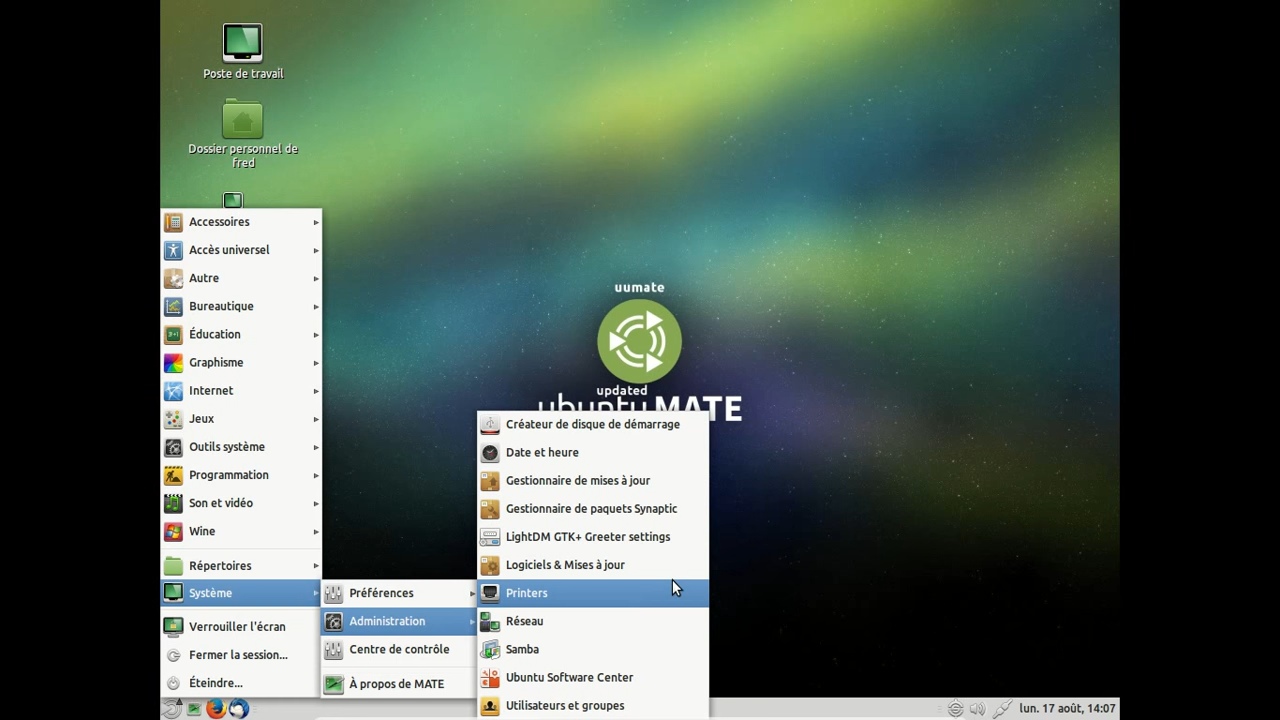 Poste de travail
Dossier personnel de
fred
Accessoires
Accès universel
Autre
Bureautique
Éducation
Graphisme
Internet
Jeux
Outils système
Programmation
Son et vidéo
Wine
Répertoires
Système
Verrouiller l'écran
Fermer la session...
Éteindre...
Préférences
Administration
Centre de contrôle
À propos de MATE
uumate
updated
ubuntu MATE
Créateur de disque de démarrage
Date et heure
Gestionnaire de mises à jour
Gestionnaire de paquets Synaptic
LightDM GTK+ Greeter settings
Logiciels & Mises à jour
Printers
Réseau
Samba
Ubuntu Software Center
Utilisateurs et groupes
lun. 17 août, 14:07